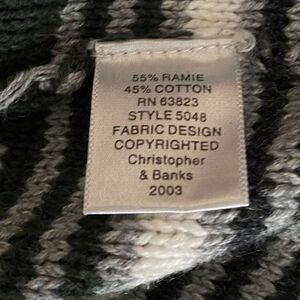 55% RAMIE
45% COTTON
RN 63823
STYLE 5048
FABRIC DESIGN
COPYRIGHTED
Christopher
& Banks
2003